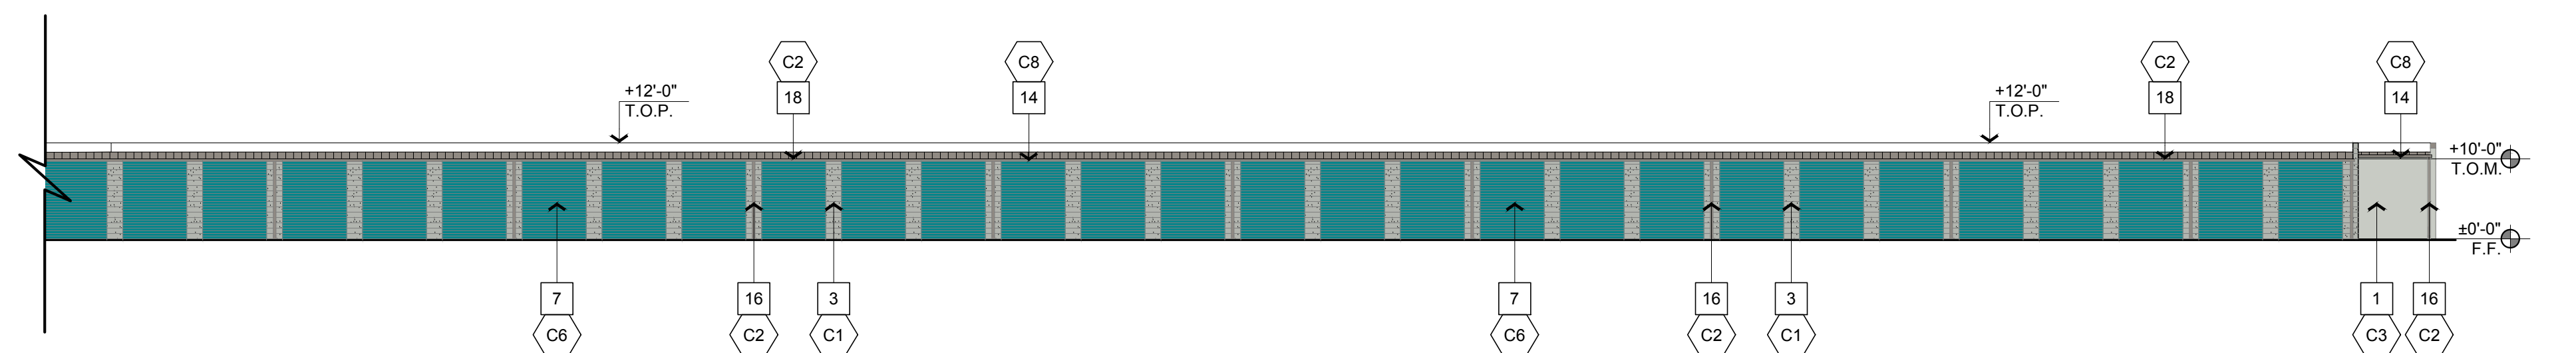 C2
18
C8
14
C2
18
C8
14
+12'-0"
T.O.P.
+12'-0"
T.O.P.
+10'-0"
T.O.M.
±0'-0"
F.F.
7
C6
16
C2
3
C1
7
C6
16
C2
3
C1
1
C3
16
C2